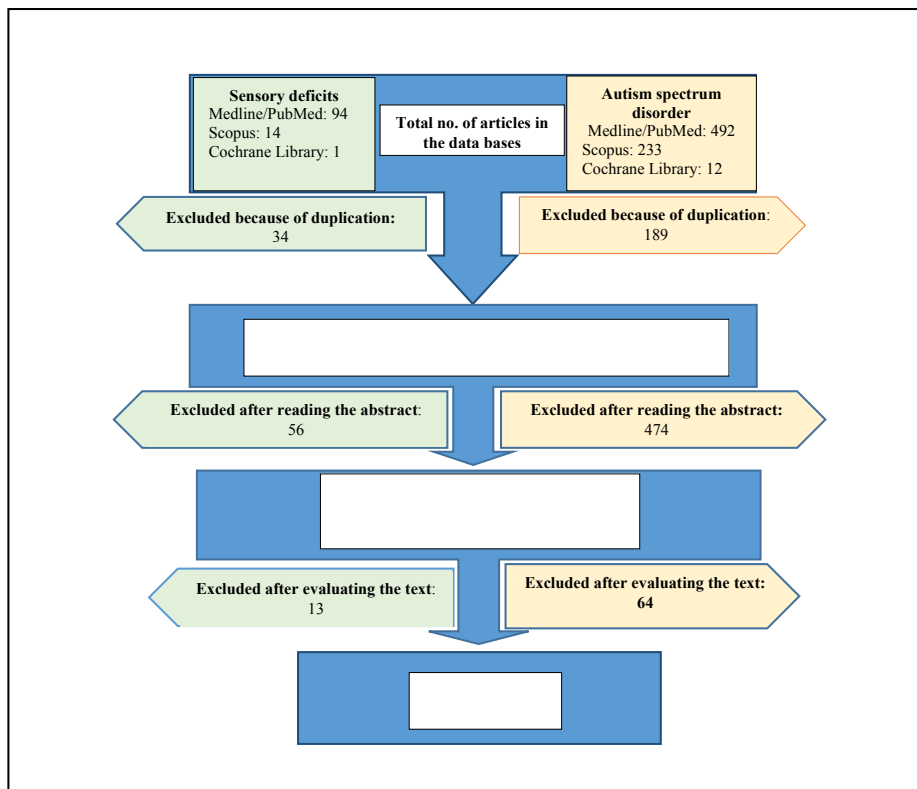 Sensory deficits
Medline/PubMed: 94
Scopus: 14
Cochrane Library: 1
Total no. of articles in
the data bases
Autism spectrum
disorder
Medline/PubMed: 492
Scopus: 233
Cochrane Library: 12
Excluded because of duplication:
34
Excluded because of duplication:
189
Excluded after reading the abstract:
56
Excluded after reading the abstract:
474
Excluded after evaluating the text:
13
Excluded after evaluating the text:
64